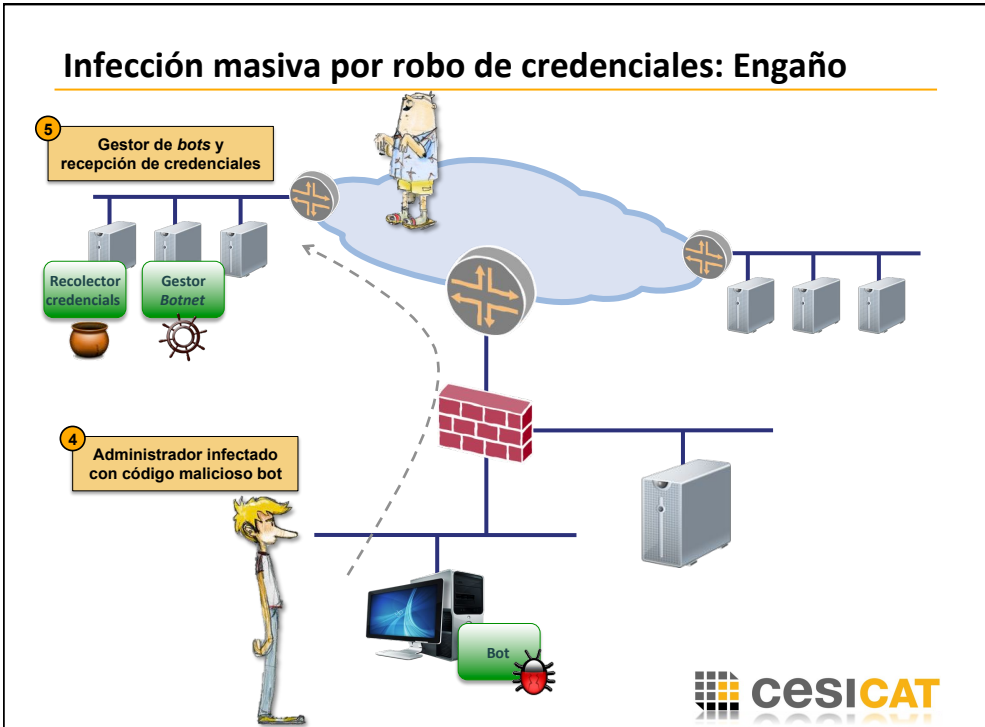 Infección masiva por robo de credenciales: Engaño
5
Gestor de bots y
recepción de credenciales
Recolector
credencials
Gestor
Botnet
4
Administrador infectado
con código malicioso bot
Bot
cesicat